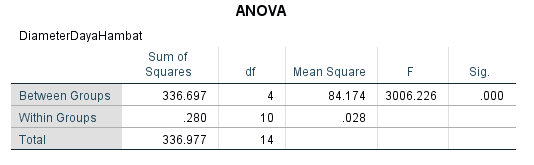 ANOVA
DiameterDayaHambat
Sum of Squares df Mean Square F Sig.
Between Groups 336.697 4 84.174 3006.226 .000
Within Groups .280 10 .028
Total 336.977 14